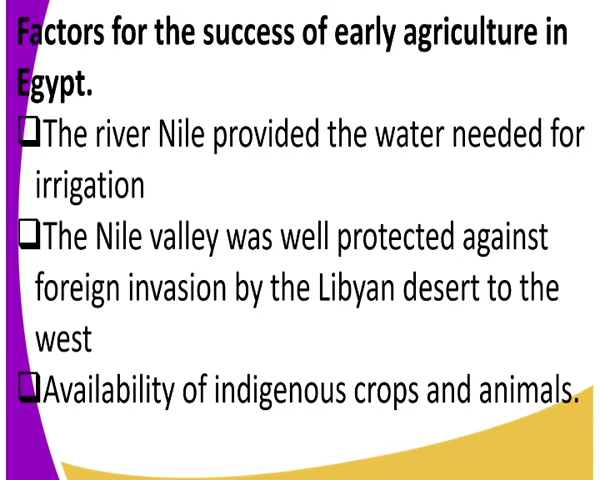 Factors for the success of early agriculture in
Egypt.
❑The river Nile provided the water needed for
irrigation
❑The Nile valley was well protected against
foreign invasion by the Libyan desert to the
west
❑Availability of indigenous crops and animals.